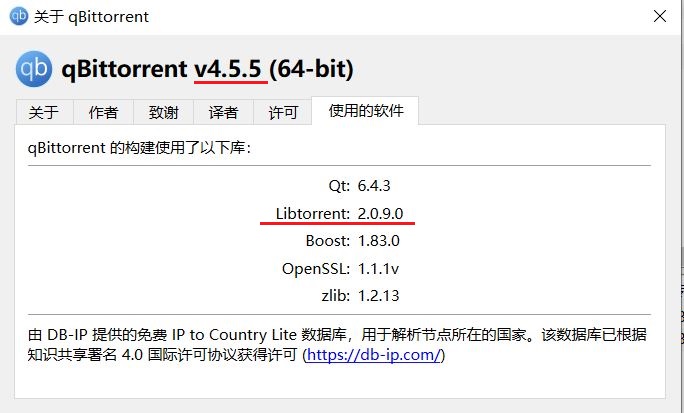 qb 关于 qBittorrent
qb qBittorrent v4.5.5 (64-bit)
关于 作者 致谢 译者 许可 使用的软件
qBittorrent 的构建使用了以下库：
Qt: 6.4.3
Libtorrent: 2.0.9.0
Boost: 1.83.0
OpenSSL: 1.1.1v
zlib: 1.2.13
由 DB-IP 提供的免费 IP to Country Lite 数据库，用于解析节点所在的国家。该数据库已根据
知识共享署名 4.0 国际许可协议获得许可 (https://db-ip.com/)